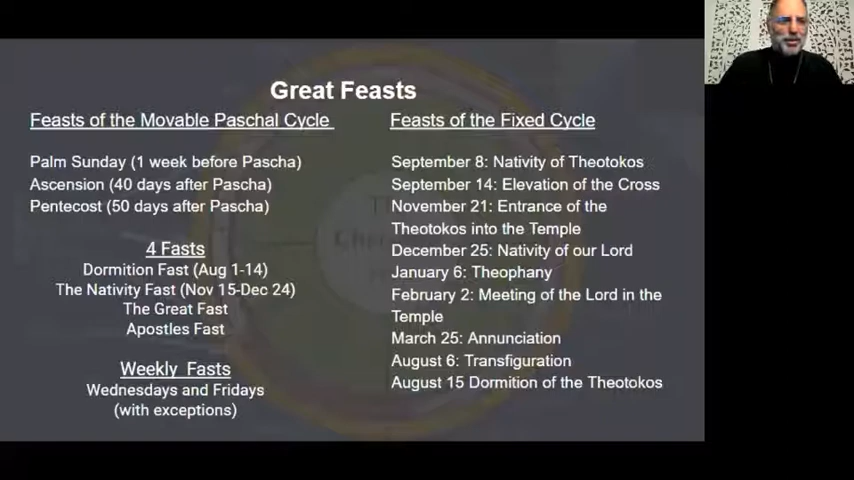 Great Feasts
Feasts of the Movable Paschal Cycle
Palm Sunday (1 week before Pascha)
Ascension (40 days after Pascha)
Pentecost (50 days after Pascha)
4 Fasts
Dormition Fast (Aug 1-14)
The Nativity Fast (Nov 15-Dec 24)
The Great Fast
Apostles Fast
Weekly Fasts
Wednesdays and Fridays
(with exceptions)
Feasts of the Fixed Cycle
September 8: Nativity of Theotokos
September 14: Elevation of the Cross
November 21: Entrance of the
Theotokos into the Temple
December 25: Nativity of our Lord
January 6: Theophany
February 2: Meeting of the Lord in the
Temple
March 25: Annunciation
August 6: Transfiguration
August 15 Dormition of the Theotokos